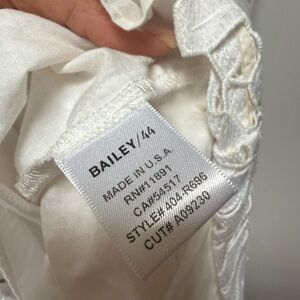 BAILEY/44
MADE IN U.S.A.
RN#11891
CA#54517
STYLE# 404-R696
CUT# A09230